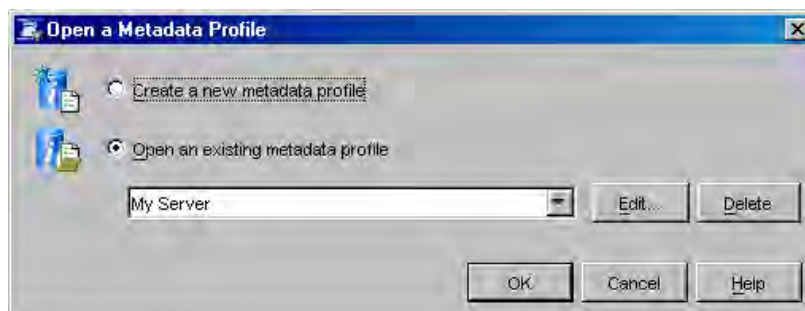 Open a Metadata Profile
Create a new metadata profile
Open an existing metadata profile
My Server Edit... Delete
OK Cancel Help